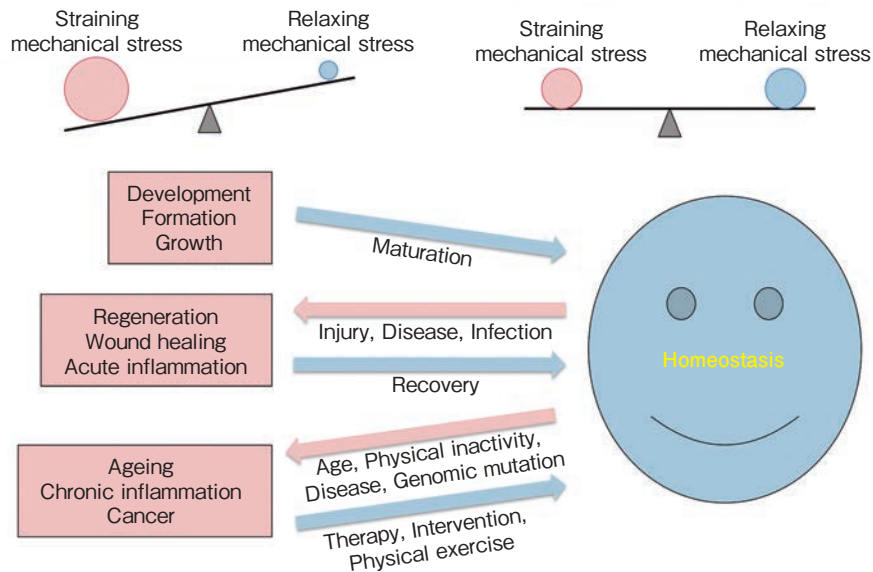 Straining
mechanical stress
Relaxing
mechanical stress
Straining
mechanical stress
Relaxing
mechanical stress
Development
Formation
Growth
Maturation
Regeneration
Wound healing
Acute inflammation
Injury, Disease, Infection
Recovery
Homeostasis
Ageing
Chronic inflammation
Cancer
Age, Physical inactivity,
Disease, Genomic mutation
Therapy, Intervention,
Physical exercise